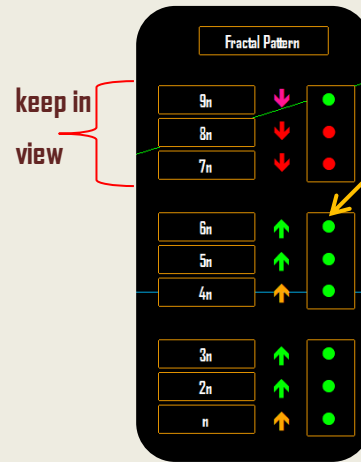 Fractal Pattern
keep in
view
9n
8n
7n
6n
5n
4n
3n
2n
n